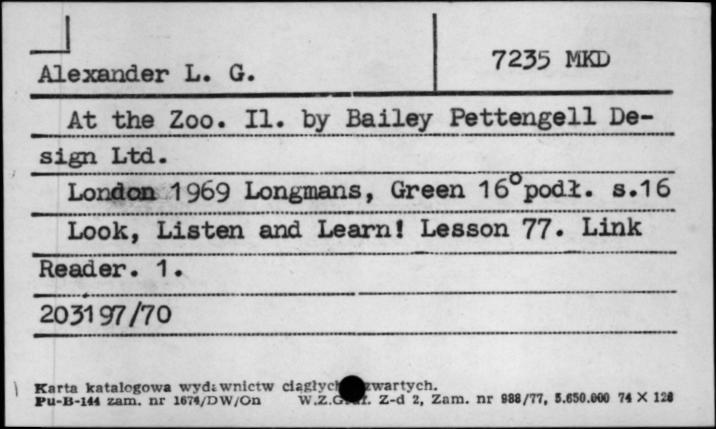 Alexander L. G.
7235 MKD
At the Zoo. Il. by Bailey Pettengell De-
sign Ltd.
London 1969 Longmans, Green 16° podł. s.16
Look, Listen and Learn! Lesson 77. Link
Reader. 1.
203197/70
Karta katalogowa wydawnictw ciągłych zwartych.
Pu-B-144 zam. nr 1674/DW/On W.Z.Graf. Z-d 2, Zam. nr 988/77, 5.650.000 74 X 128